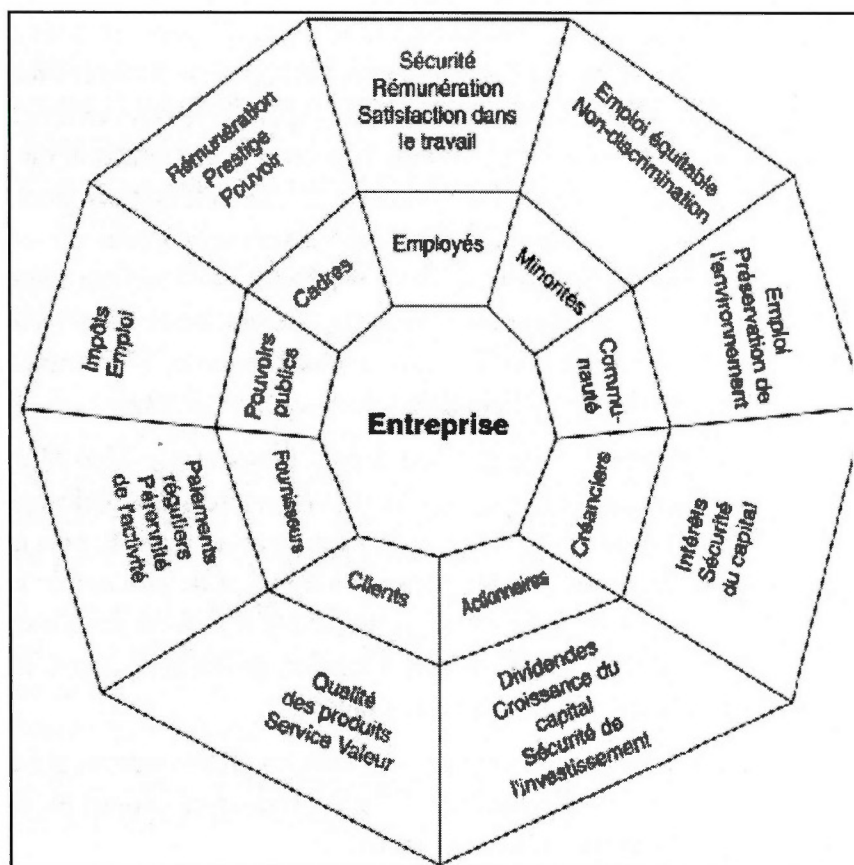 Sécurité
Rémunération
Satisfaction dans
le travail
Employés
Emploi équitable
Non-discrimination
Minorités
Emploi
Préservation de
l'environnement
Commu-
nauté
Intérêts
Sécurité
du capital
Créanciers
Dividendes
Croissance du
capital
Sécurité de
l'investissement
Actionnaires
Qualité
des produits
Service Valeur
Clients
Paiements
réguliers
Pérennité
de l'activité
Fournisseurs
Impôts
Emploi
Pouvoirs
publics
Rémunération
Prestige
Pouvoir
Cadres
Entreprise